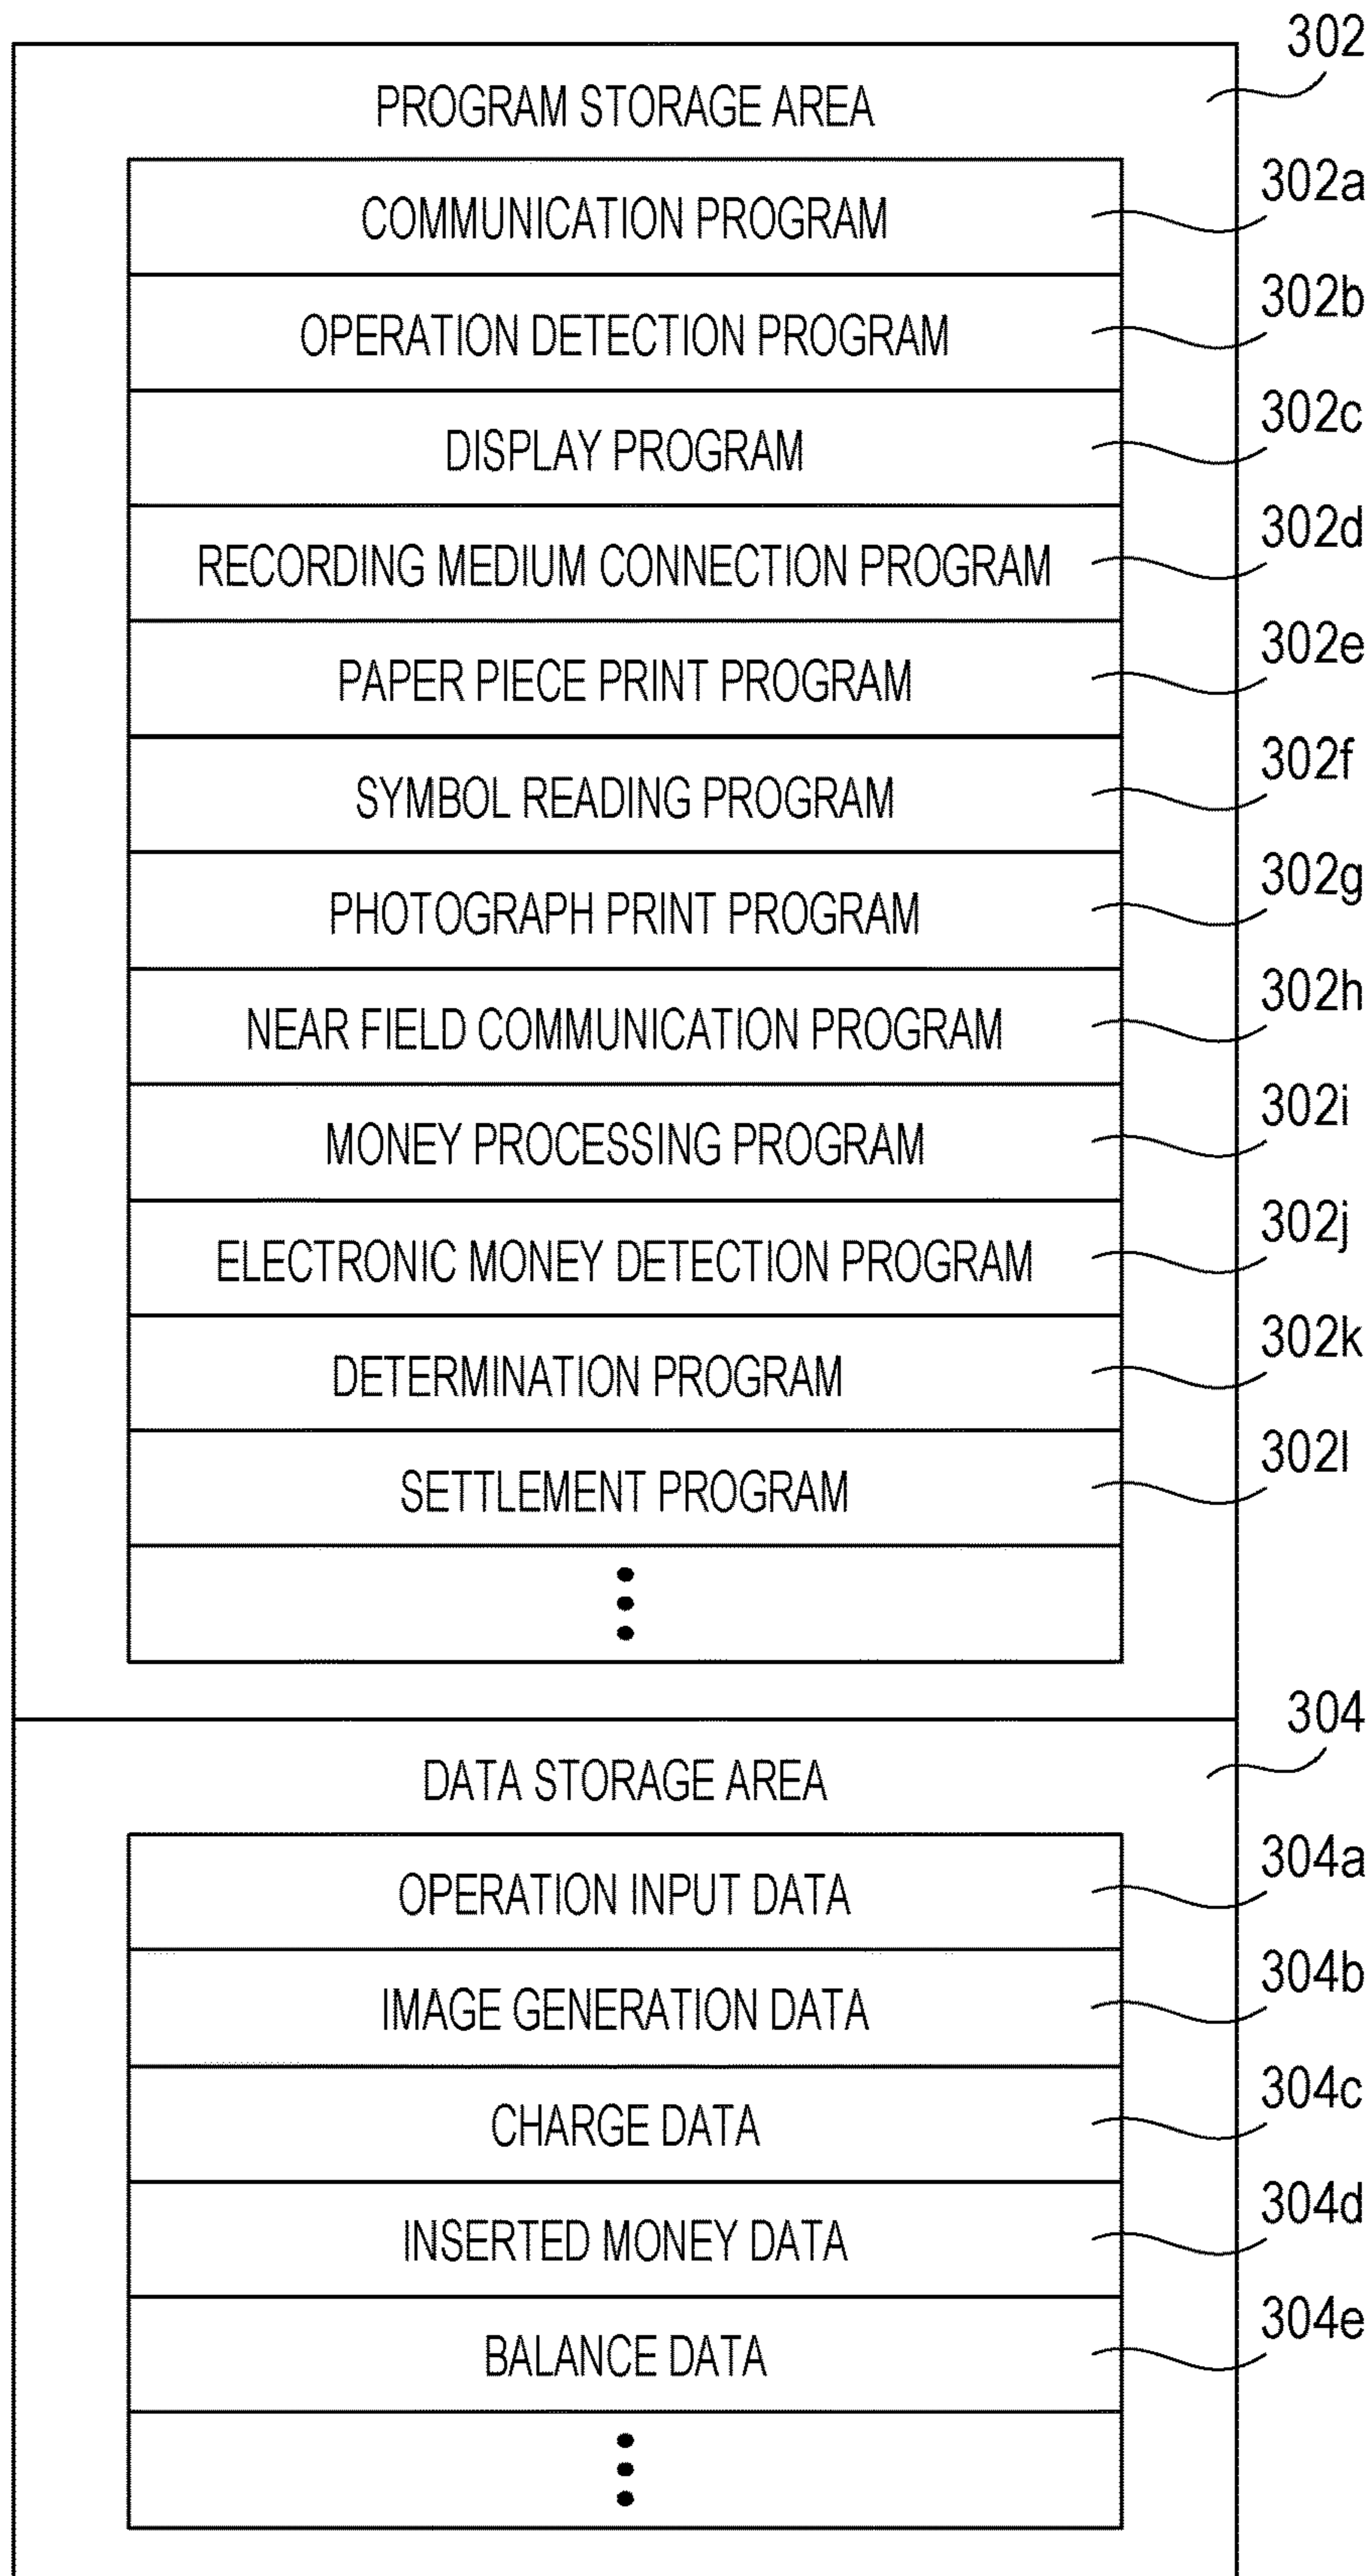 302
PROGRAM STORAGE AREA
302a
COMMUNICATION PROGRAM
302b
OPERATION DETECTION PROGRAM
302c
DISPLAY PROGRAM
302d
RECORDING MEDIUM CONNECTION PROGRAM
302e
PAPER PIECE PRINT PROGRAM
302f
SYMBOL READING PROGRAM
302g
PHOTOGRAPH PRINT PROGRAM
302h
NEAR FIELD COMMUNICATION PROGRAM
302i
MONEY PROCESSING PROGRAM
302j
ELECTRONIC MONEY DETECTION PROGRAM
302k
DETERMINATION PROGRAM
302l
SETTLEMENT PROGRAM
304
DATA STORAGE AREA
304a
OPERATION INPUT DATA
304b
IMAGE GENERATION DATA
304c
CHARGE DATA
304d
INSERTED MONEY DATA
304e
BALANCE DATA